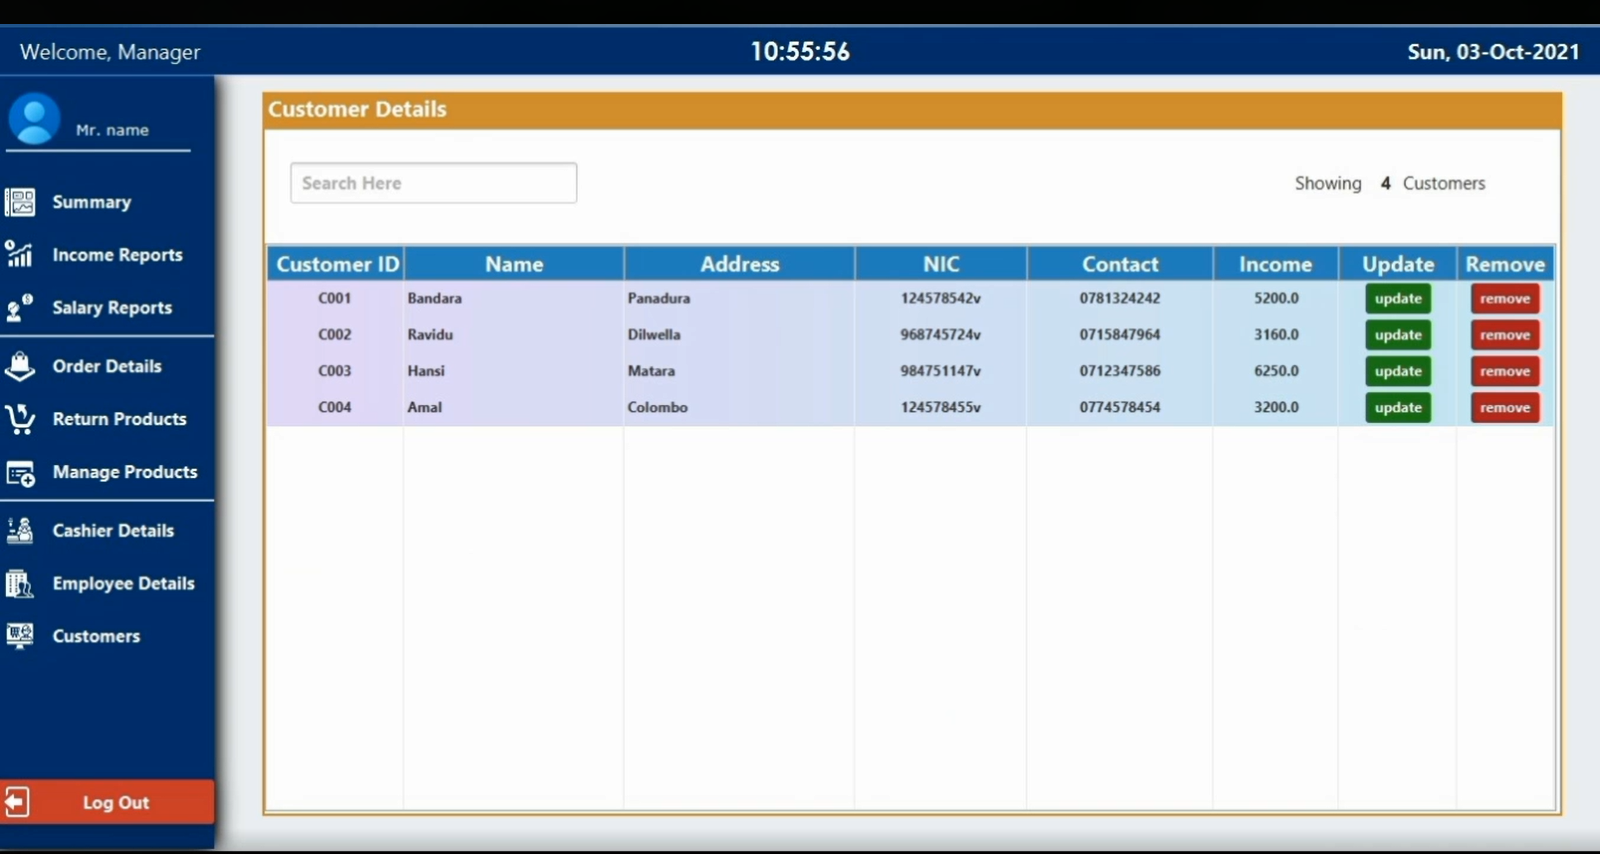 Welcome, Manager 10:55:56 Sun, 03-Oct-2021
Mr. name
Summary
Income Reports
Salary Reports
Order Details
Return Products
Manage Products
Cashier Details
Employee Details
Customers
Log Out
Customer Details
Search Here Showing 4 Customers
Customer ID Name Address NIC Contact Income Update Remove
C001 Bandara Panadura 124578542v 0781324242 5200.0 update remove
C002 Ravidu Dilwella 968745724v 0715847964 3160.0 update remove
C003 Hansi Matara 984751147v 0712347586 6250.0 update remove
C004 Amal Colombo 124578455v 0774578454 3200.0 update remove